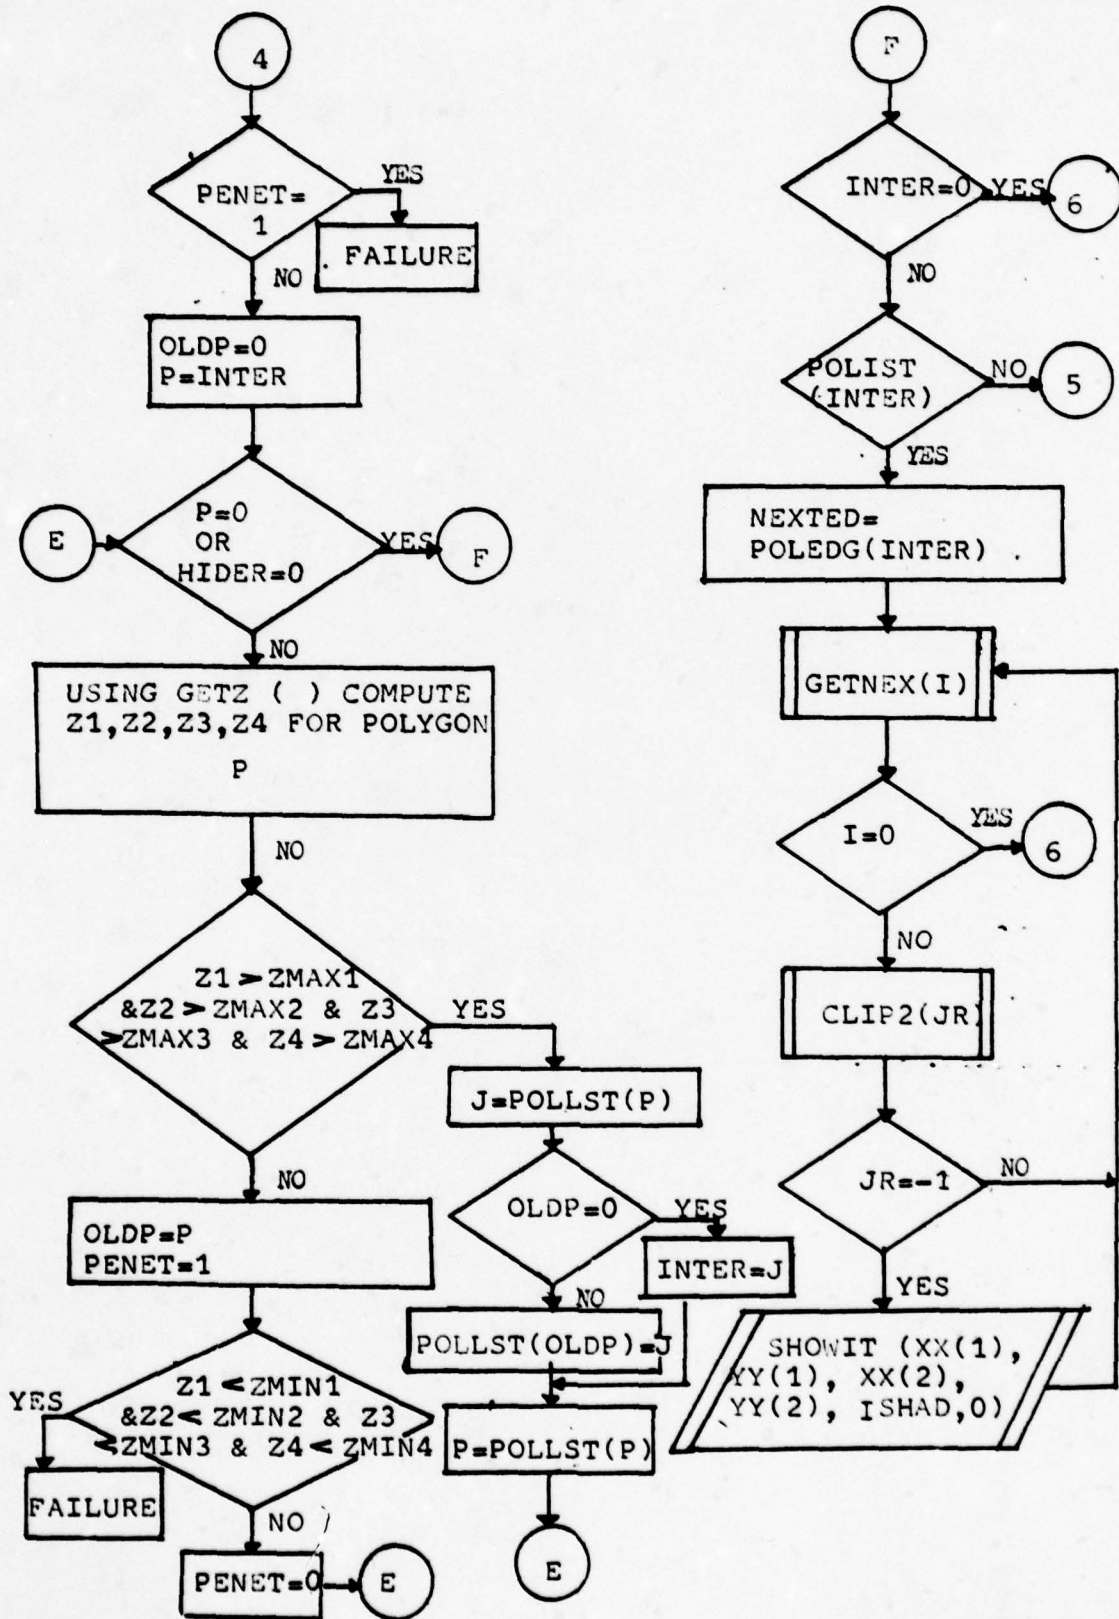 4
PENET=
1
YES
FAILURE
NO
OLDP=0
P=INTER
E
P=0
OR
HIDER=0
YES
F
NO
USING GETZ ( ) COMPUTE
Z1,Z2,Z3,Z4 FOR POLYGON
P
NO
Z1 > ZMAX1
&Z2 > ZMAX2 & Z3
>ZMAX3 & Z4 > ZMAX4
YES
NO
J=POLLST(P)
OLDP=0
YES
INTER=J
NO
POLLST(OLDP)=J
P=POLLST(P)
E
OLDP=P
PENET=1
Z1 < ZMIN1
&Z2 < ZMIN2 & Z3
<ZMIN3 & Z4 < ZMIN4
YES
FAILURE
NO
PENET=0
E
F
INTER=0
YES
6
NO
POLIST
(INTER)
NO
5
YES
NEXTED=
POLEDG(INTER)
GETNEX(I)
I=0
YES
6
NO
CLIP2(JR)
JR=-1
NO
YES
SHOWIT (XX(1),
YY(1), XX(2),
YY(2), ISHAD,0)